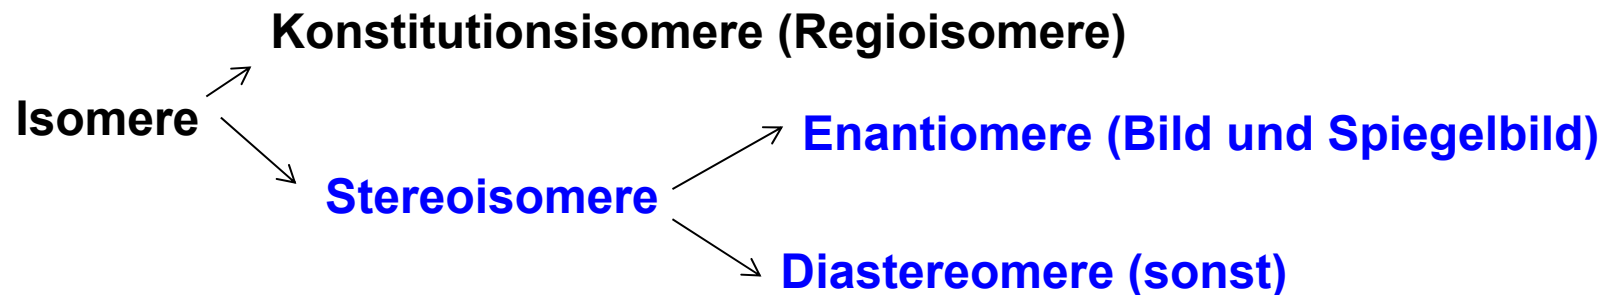 Konstitutionsisomere (Regioisomere)
Isomere
Enantiomere (Bild und Spiegelbild)
Stereoisomere
Diastereomere (sonst)